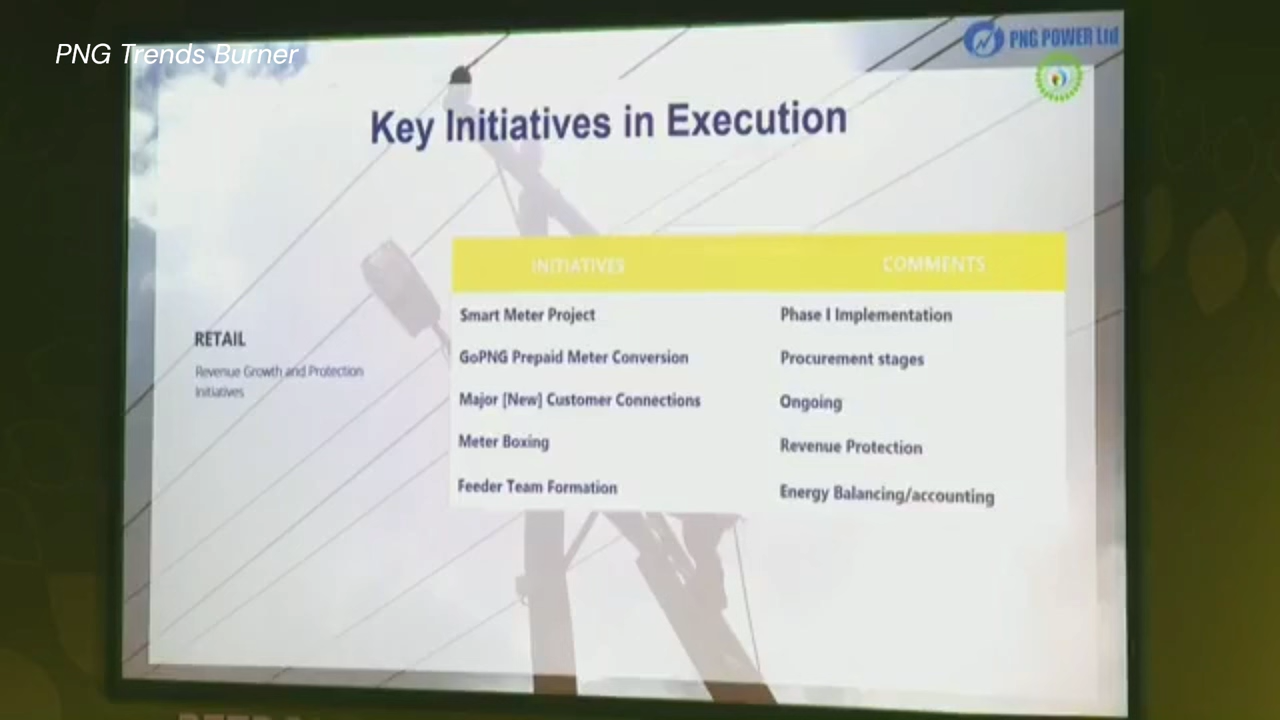 PNG Trends Burner
PNG POWER Ltd
Key Initiatives in Execution
INITIATIVES COMMENTS
Smart Meter Project Phase I Implementation
RETAIL
Revenue Growth and Protection
Initiatives
GoPNG Prepaid Meter Conversion Procurement stages
Major [New] Customer Connections Ongoing
Meter Boxing Revenue Protection
Feeder Team Formation Energy Balancing/accounting